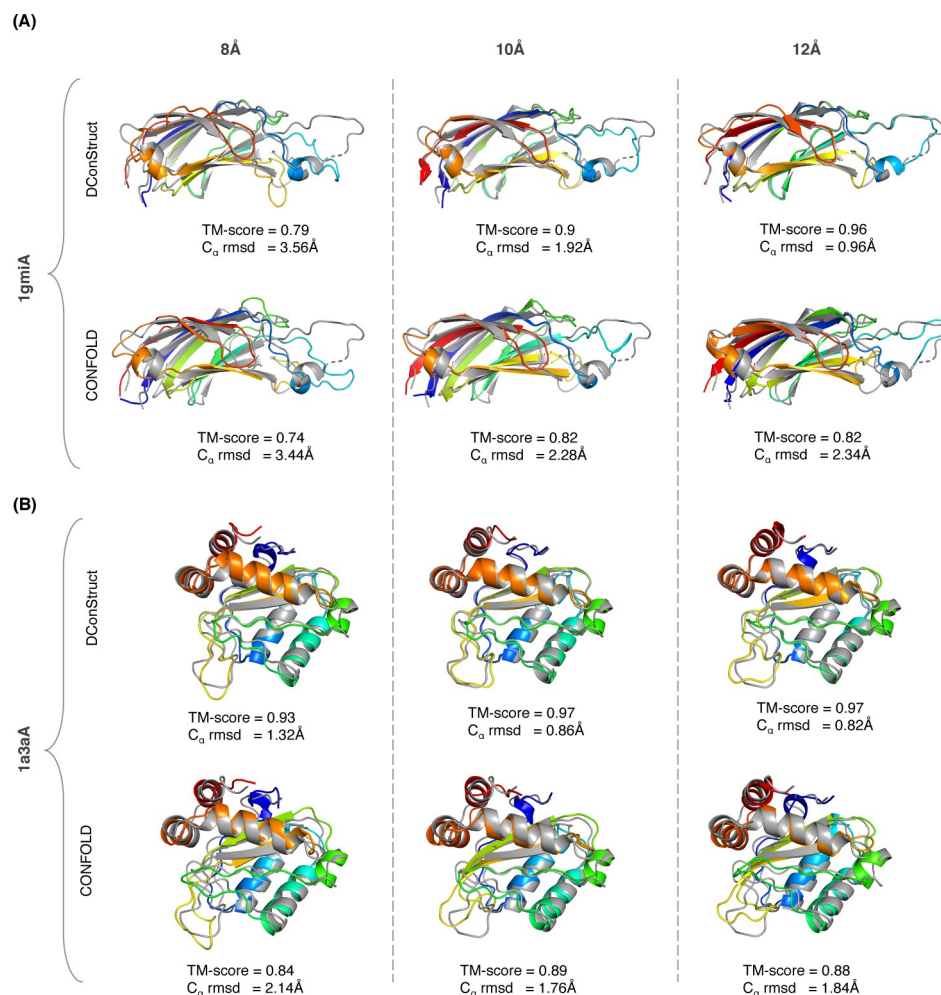 (A)
8Å 10Å 12Å
1gmiA
DConStruct
TM-score = 0.79 TM-score = 0.9 TM-score = 0.96
Cα rmsd = 3.56Å Cα rmsd = 1.92Å Cα rmsd = 0.96Å
CONFOLD
TM-score = 0.74 TM-score = 0.82 TM-score = 0.82
Cα rmsd = 3.44Å Cα rmsd = 2.28Å Cα rmsd = 2.34Å
(B)
1a3aA
DConStruct
TM-score = 0.93 TM-score = 0.97 TM-score = 0.97
Cα rmsd = 1.32Å Cα rmsd = 0.86Å Cα rmsd = 0.82Å
CONFOLD
TM-score = 0.84 TM-score = 0.89 TM-score = 0.88
Cα rmsd = 2.14Å Cα rmsd = 1.76Å Cα rmsd = 1.84Å